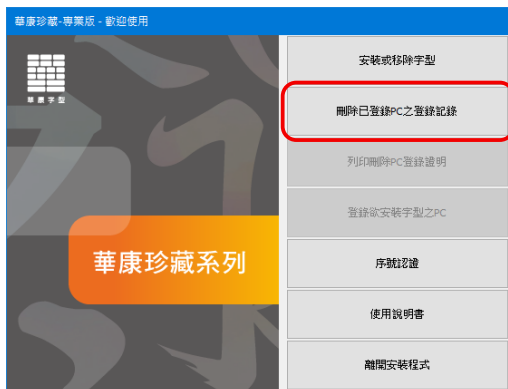 華康珍藏-專業版 - 歡迎使用
華康字型
華康珍藏系列
安裝或移除字型
刪除已登錄PC之登錄記錄
列印刪除PC登錄證明
登錄欲安裝字型之PC
序號認證
使用說明書
離開安裝程式